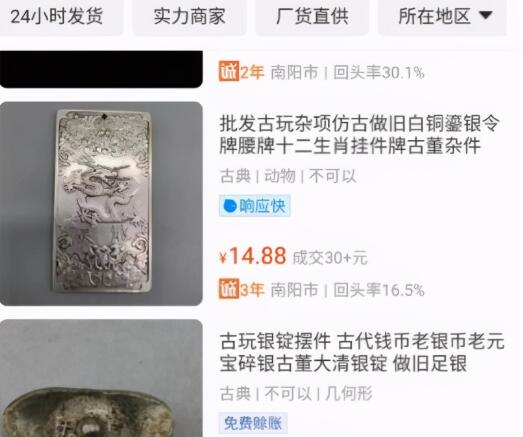 24小时发货 实力商家 厂货直供 所在地区
诚2年 南阳市 | 回头率30.1%
批发古玩杂项仿古做旧白铜鎏银令
牌腰牌十二生肖挂件牌古董杂件
古典 | 动物 | 不可以
响应快
¥14.88 成交30+元
诚3年 南阳市 | 回头率16.5%
古玩银锭摆件 古代钱币老银币老元
宝碎银古董大清银锭 做旧足银
古典 | 不可以 | 几何形
免费赊账